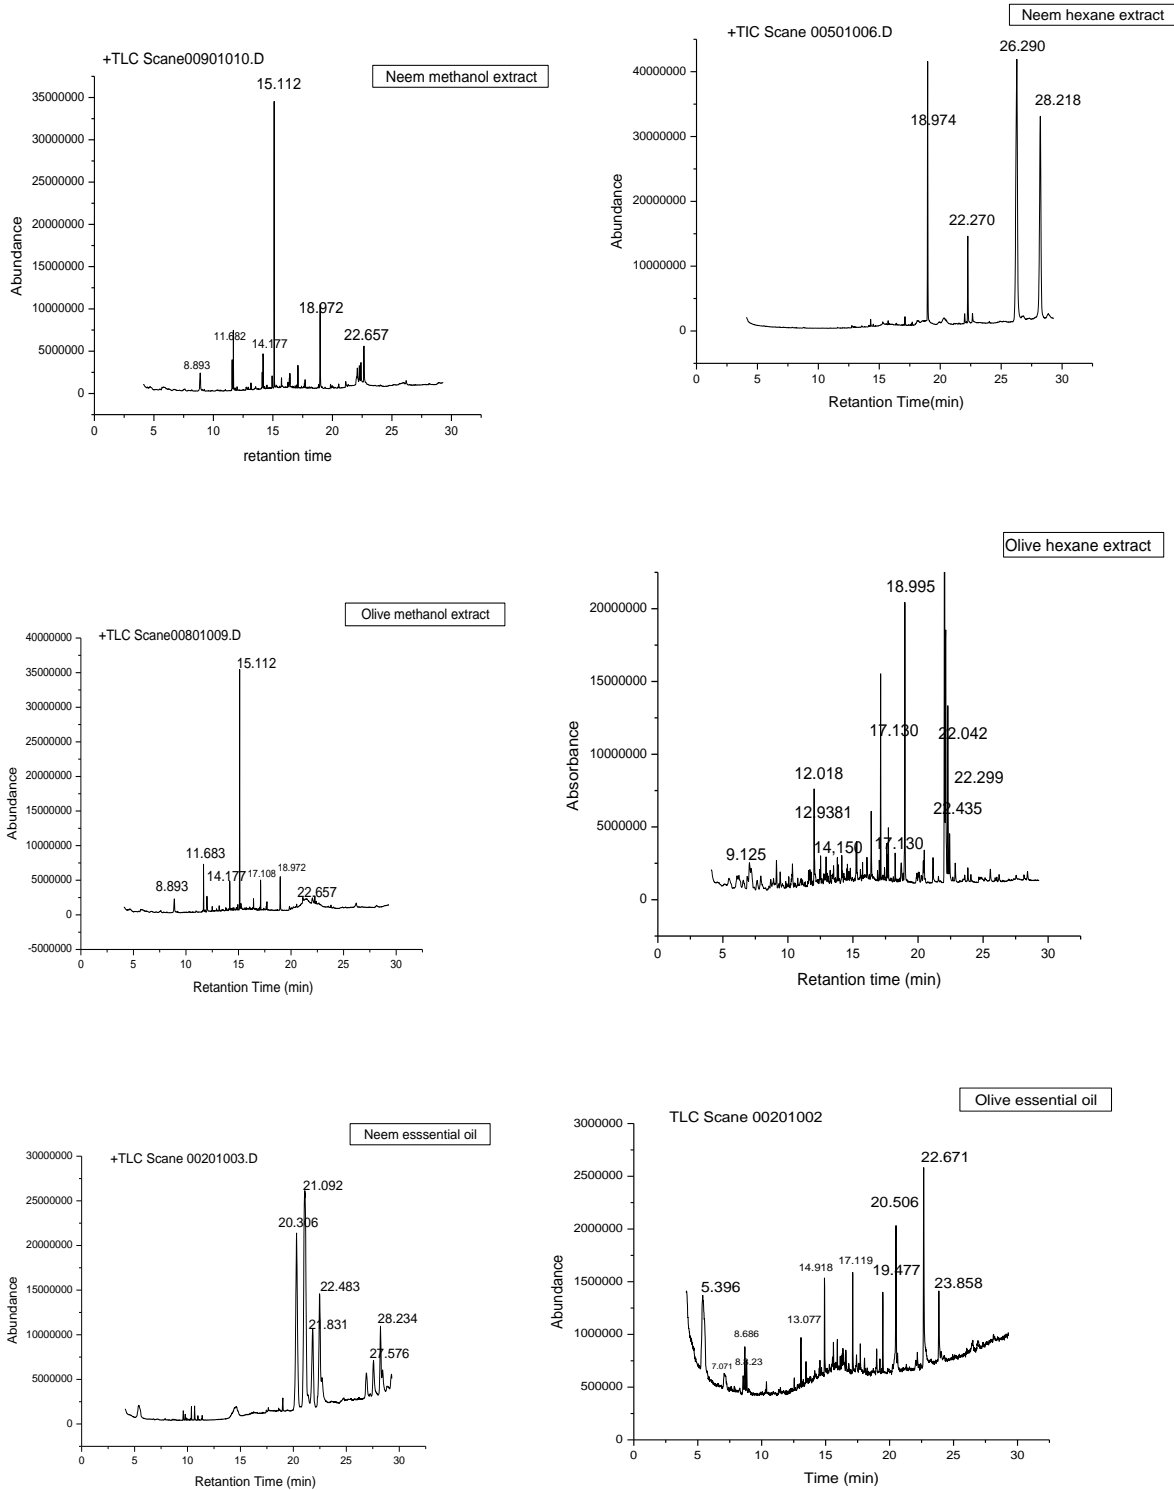 +TLC Scane00901010.D
Neem methanol extract
15.112
18.972
22.657
11.682
14.177
8.893
35000000
30000000
25000000
20000000
15000000
10000000
5000000
0
Abundance
0 5 10 15 20 25 30
retantion time
Neem hexane extract
+TIC Scane 00501006.D
26.290
28.218
18.974
22.270
40000000
30000000
20000000
10000000
0
Abundance
0 5 10 15 20 25 30
Retantion Time(min)
Olive methanol extract
+TLC Scane00801009.D
15.112
11.683
8.893
14.177
17.108
18.972
22.657
40000000
35000000
30000000
25000000
20000000
15000000
10000000
5000000
0
-5000000
Abundance
0 5 10 15 20 25 30
Retantion Time (min)
Olive hexane extract
18.995
17.130
22.042
12.018
22.299
12.9381
22.435
14,150
17.130
9.125
20000000
15000000
10000000
5000000
0
Absorbance
0 5 10 15 20 25 30
Retantion time (min)
Neem esssential oil
+TLC Scane 00201003.D
21.092
20.306
22.483
21.831
28.234
27.576
30000000
25000000
20000000
15000000
10000000
5000000
0
Abundance
0 5 10 15 20 25 30
Retantion Time (min)
Olive essential oil
TLC Scane 00201002
22.671
20.506
14.918
17.119
19.477
5.396
23.858
13.077
8.686
7.071
8.4.23
3000000
2500000
2000000
1500000
1000000
500000
0
Abundance
0 5 10 15 20 25 30
Time (min)